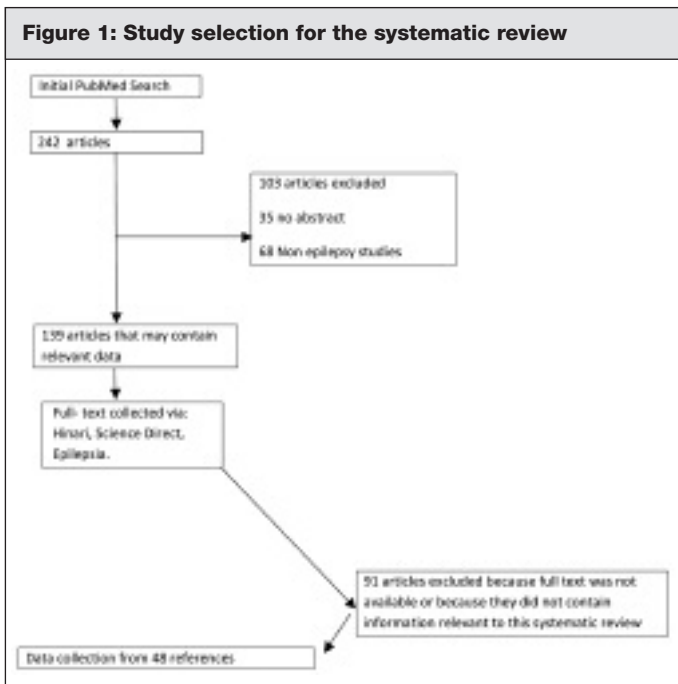 Figure 1: Study selection for the systematic review
Initial PubMed Search
242 articles
103 articles excluded
35 no abstract
68 Non epilepsy studies
139 articles that may contain
relevant data
Full- text collected via:
Hinari, Science Direct,
Epilepsia.
91 articles excluded because full text was not
available or because they did not contain
information relevant to this systematic review
Data collection from 48 references